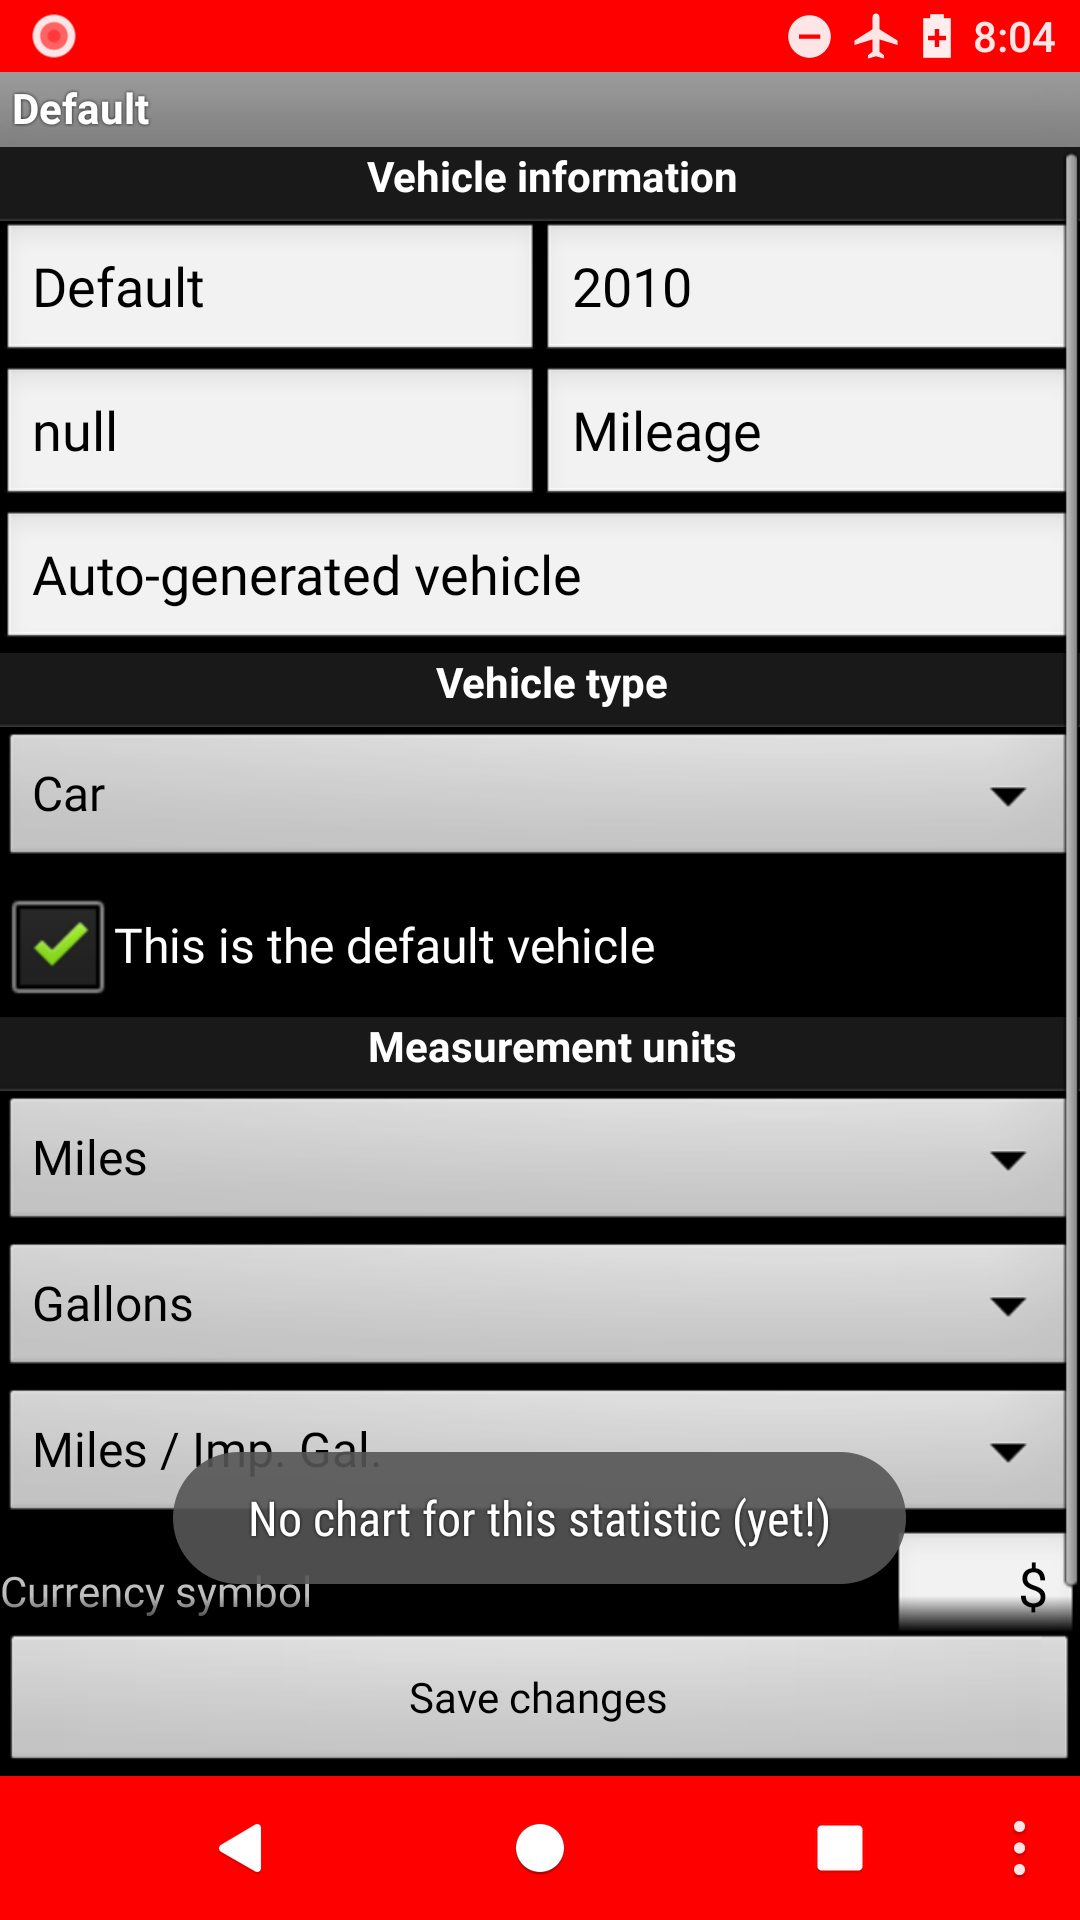 8:04
Default
Vehicle information
Default
2010
null
Mileage
Auto-generated vehicle
Vehicle type
Car
This is the default vehicle
Measurement units
Miles
Gallons
Miles / Imp. Gal.
No chart for this statistic (yet!)
Currency symbol
$
Save changes